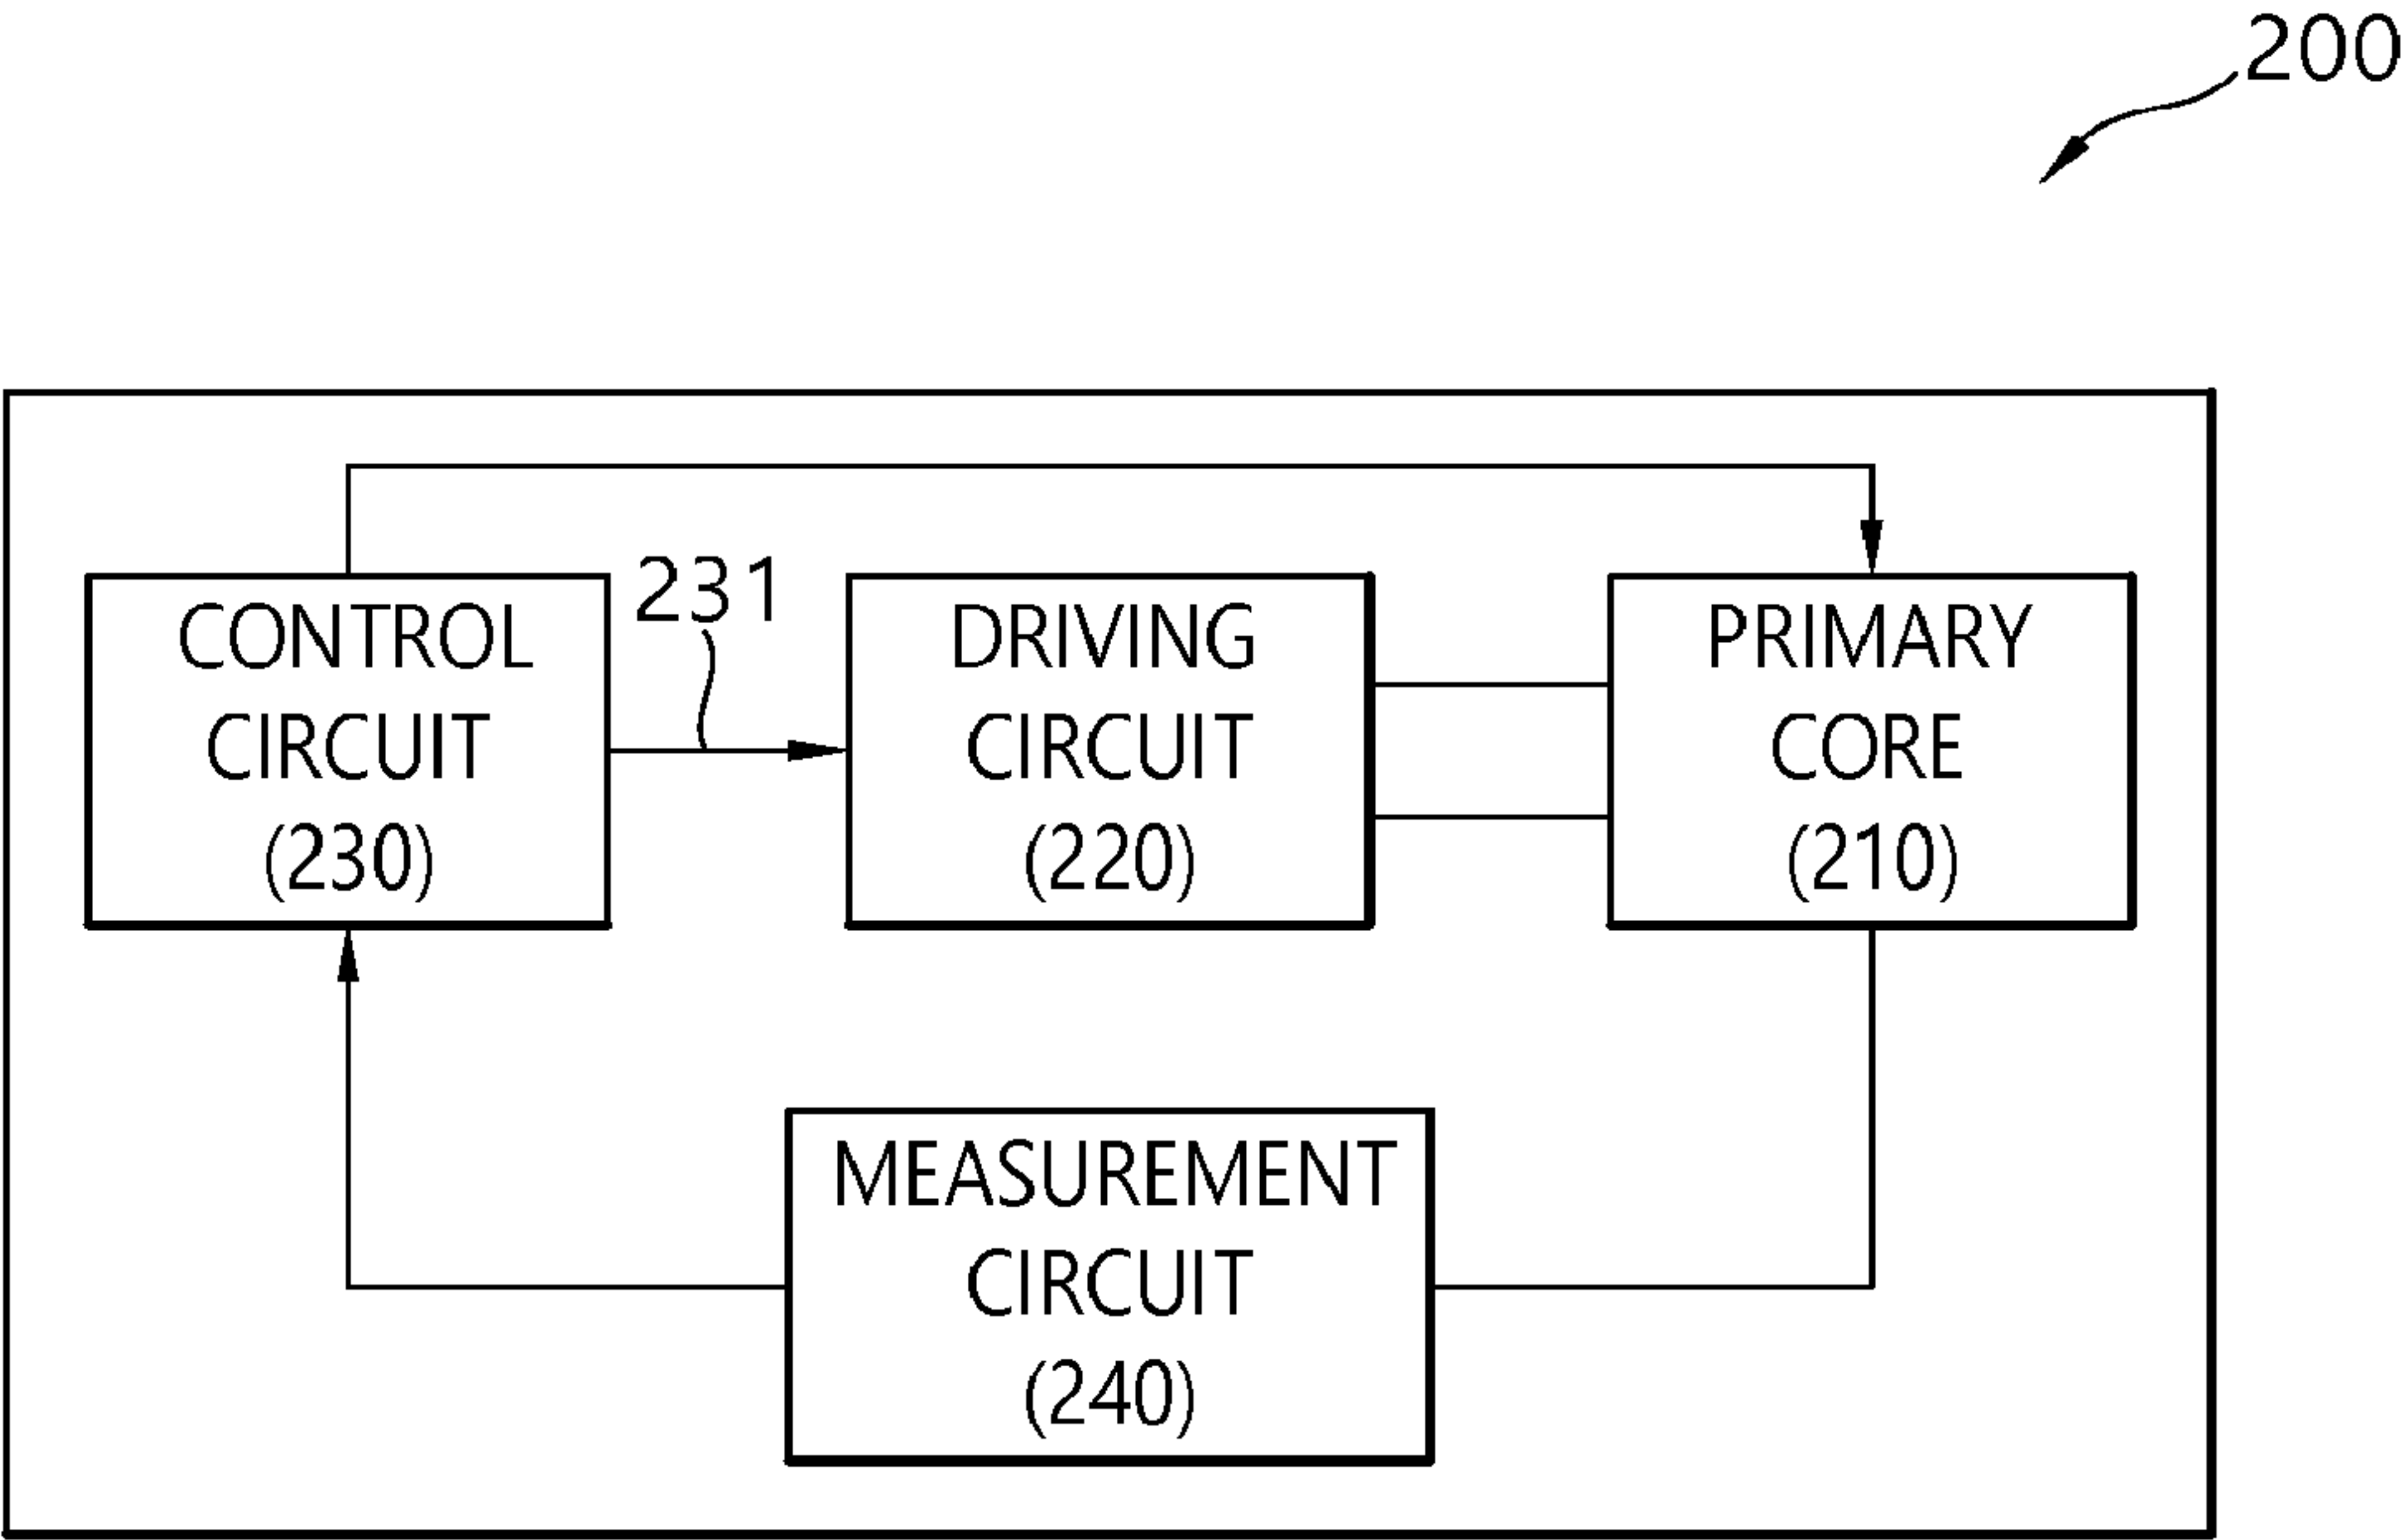 200
231
CONTROL
CIRCUIT
(230)
DRIVING
CIRCUIT
(220)
PRIMARY
CORE
(210)
MEASUREMENT
CIRCUIT
(240)